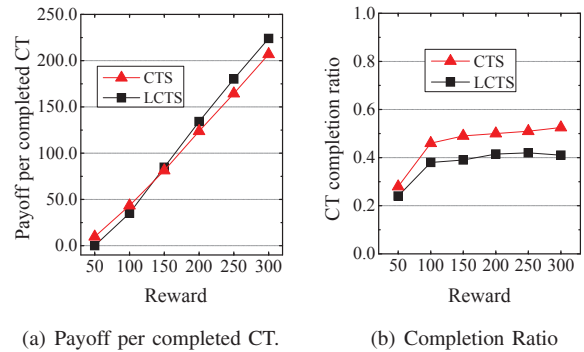 250.0
200.0
150.0
100.0
50.0
0.0
Payoff per completed CT
CTS
LCTS
50 100 150 200 250 300
Reward
(a) Payoff per completed CT.
1.0
0.8
0.6
0.4
0.2
0.0
CT completion ratio
CTS
LCTS
50 100 150 200 250 300
Reward
(b) Completion Ratio